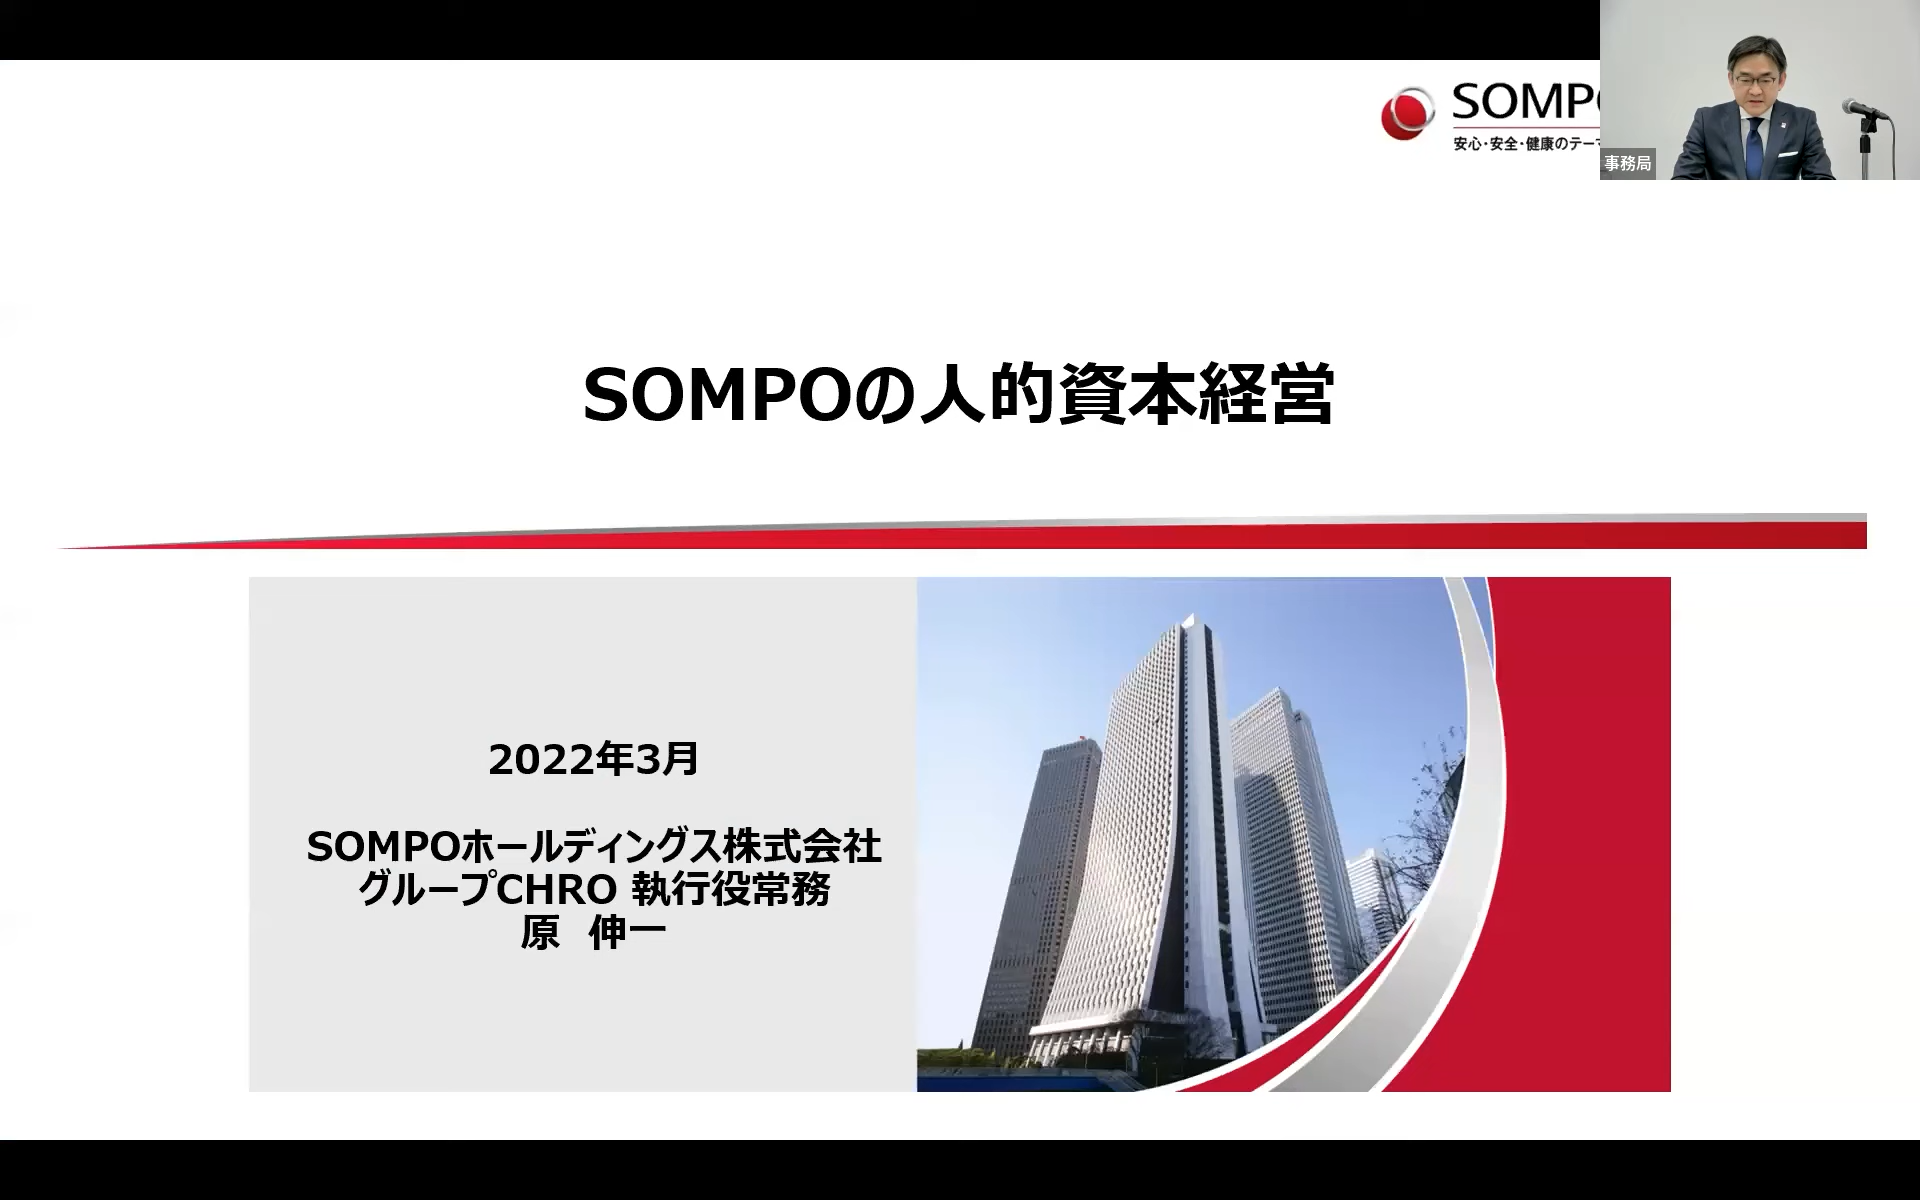 SOMP
安心・安全・健康のテー
事務局
SOMPOの人的資本経営
2022年3月
SOMPOホールディングス株式会社
グループCHRO 執行役常務
原 伸一